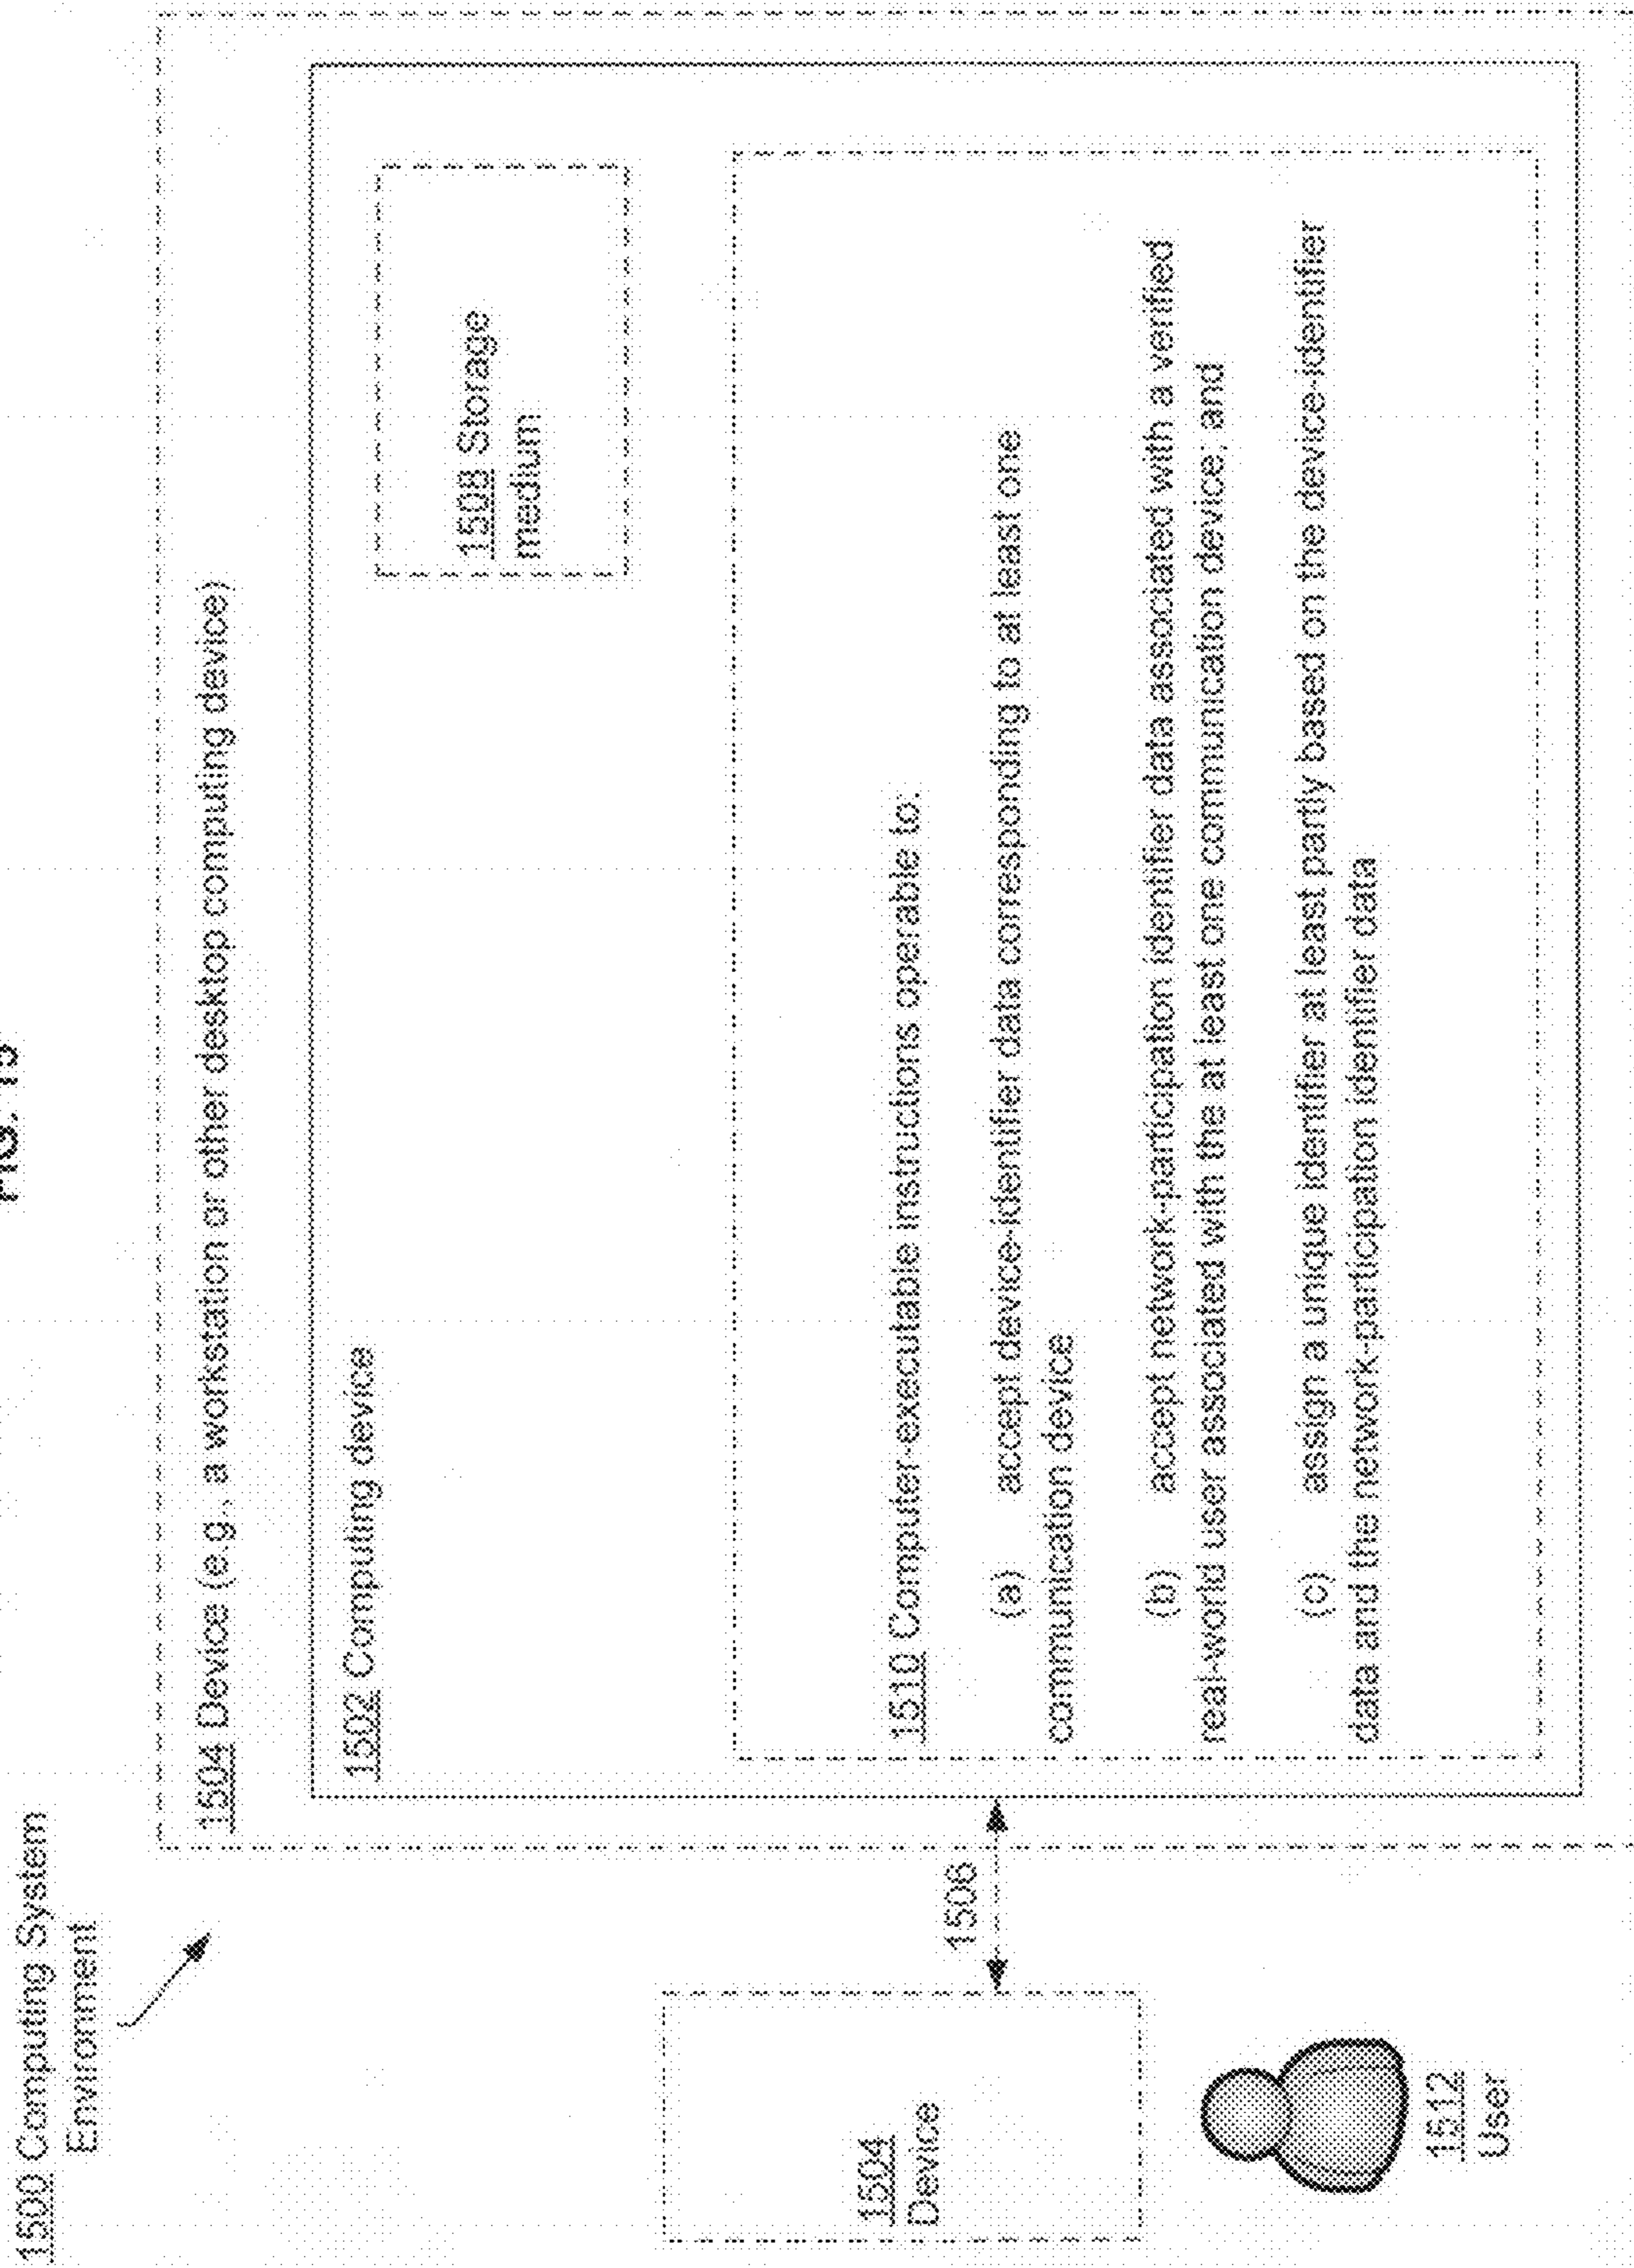 FIG. 15
1500 Computing System
Environment
1504 Device (e.g., a workstation or other desktop computing device)
1502 Computing device
1508 Storage
medium
1510 Computer-executable instructions operable to:
(a) accept device-identifier data corresponding to at least one
communication device
(b) accept network-participation identifier data associated with a verified
real-world user associated with the at least one communication device; and
(c) assign a unique identifier at least partly based on the device-identifier
data and the network-participation identifier data
1506
1504
Device
1512
User